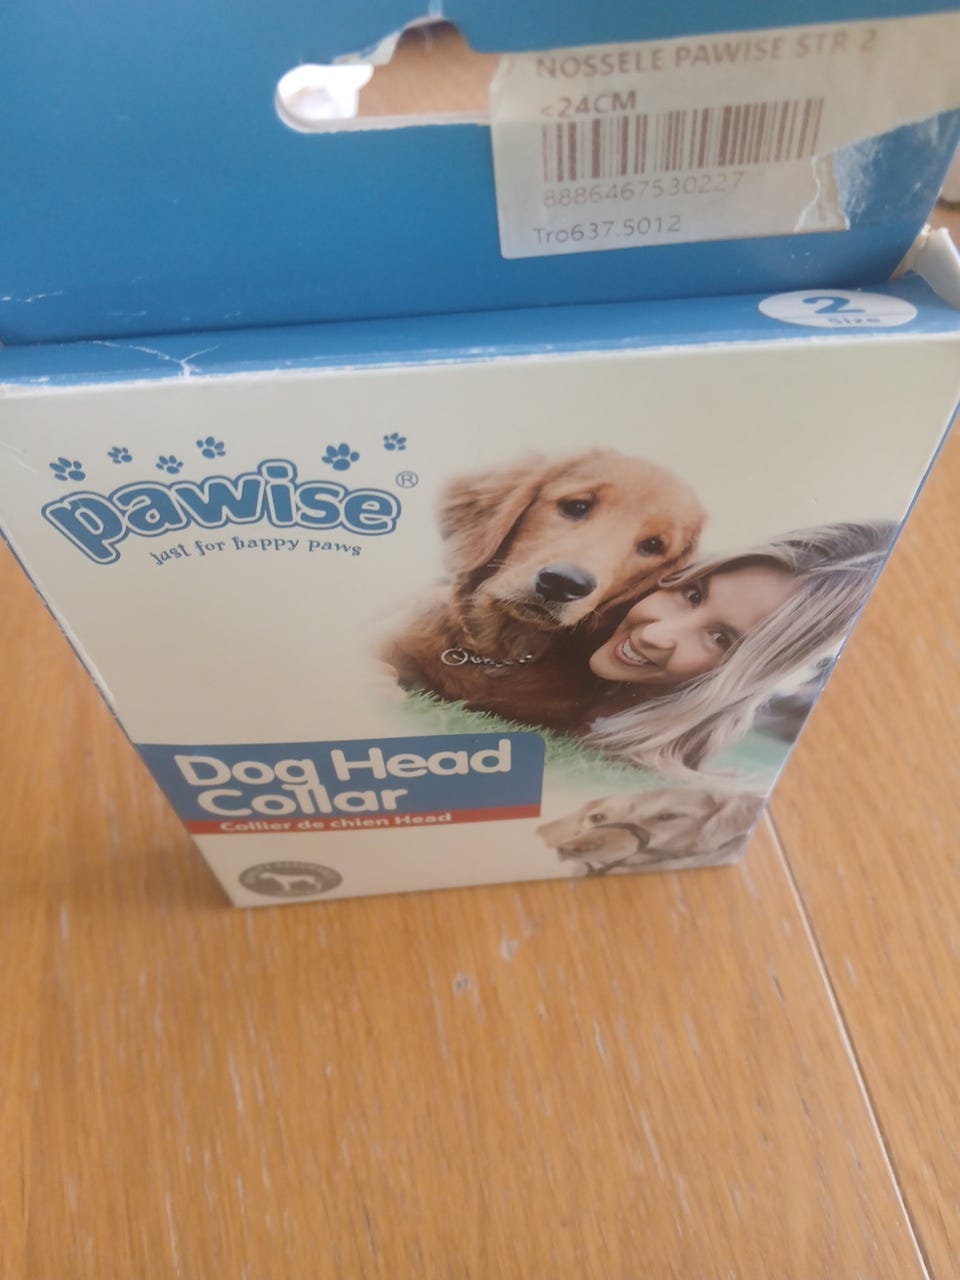 NOSSELE PAWISE STR 2
<24CM
8886467530227
Tro637.5012
2
Size
pawise®
just for happy paws
Dog Head
Collar
Collier de chien Head